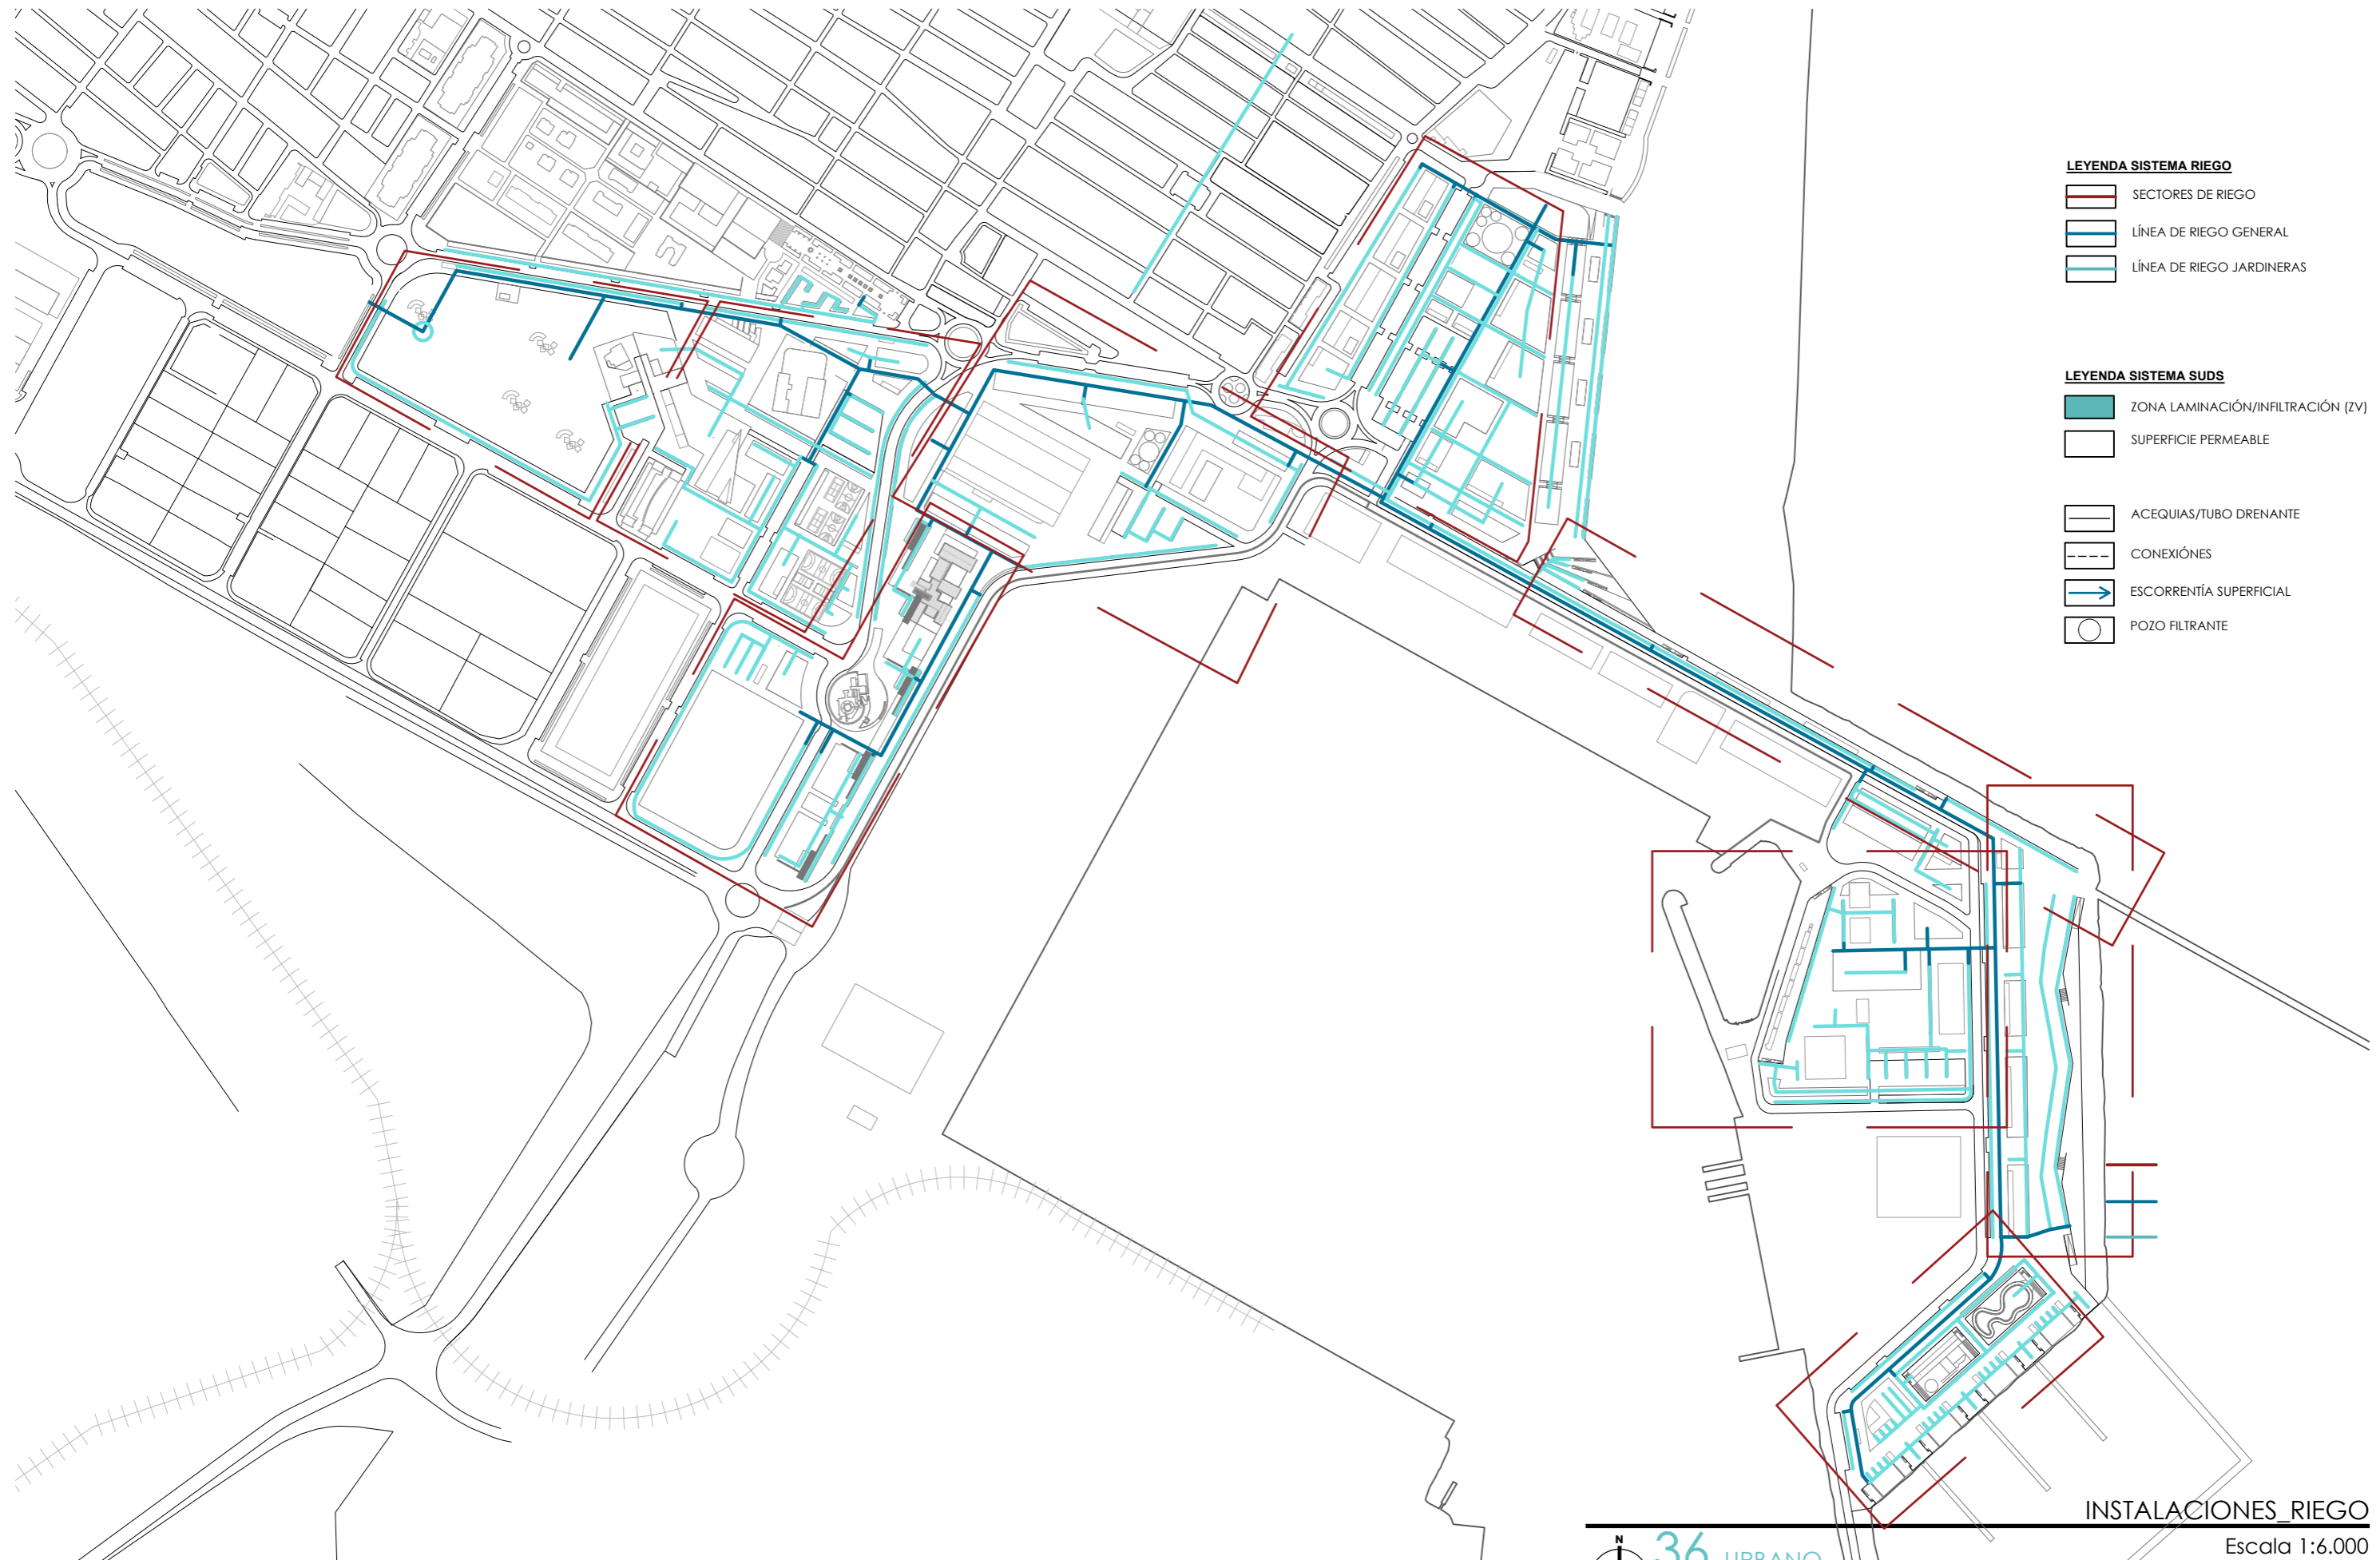 LEYENDA SISTEMA RIEGO
SECTORES DE RIEGO
LÍNEA DE RIEGO GENERAL
LÍNEA DE RIEGO JARDINERAS
LEYENDA SISTEMA SUDS
ZONA LAMINACIÓN/INFILTRACIÓN (ZV)
SUPERFICIE PERMEABLE
ACEQUIAS/TUBO DRENANTE
CONEXIÓNES
ESCORRENTÍA SUPERFICIAL
POZO FILTRANTE
INSTALACIONES_RIEGO
Escala 1:6.000
N
36 URBANO